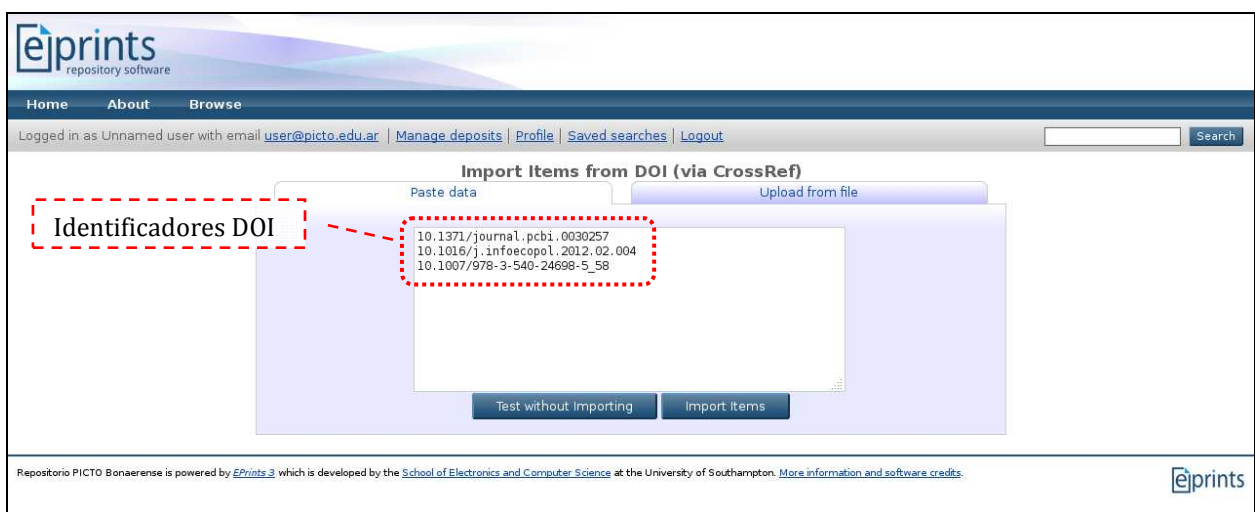 eprints
repository software
Home About Browse
Logged in as Unnamed user with email user@picto.edu.ar | Manage deposits | Profile | Saved searches | Logout Search
Import Items from DOI (via CrossRef)
Paste data Upload from file
Identificadores DOI
10.1371/journal.pcbi.0030257
10.1016/j.infoecopol.2012.02.004
10.1007/978-3-540-24698-5_58
Test without Importing Import Items
Repositorio PICTO Bonaerense is powered by EPrints 3 which is developed by the School of Electronics and Computer Science at the University of Southampton. More information and software credits.
eprints